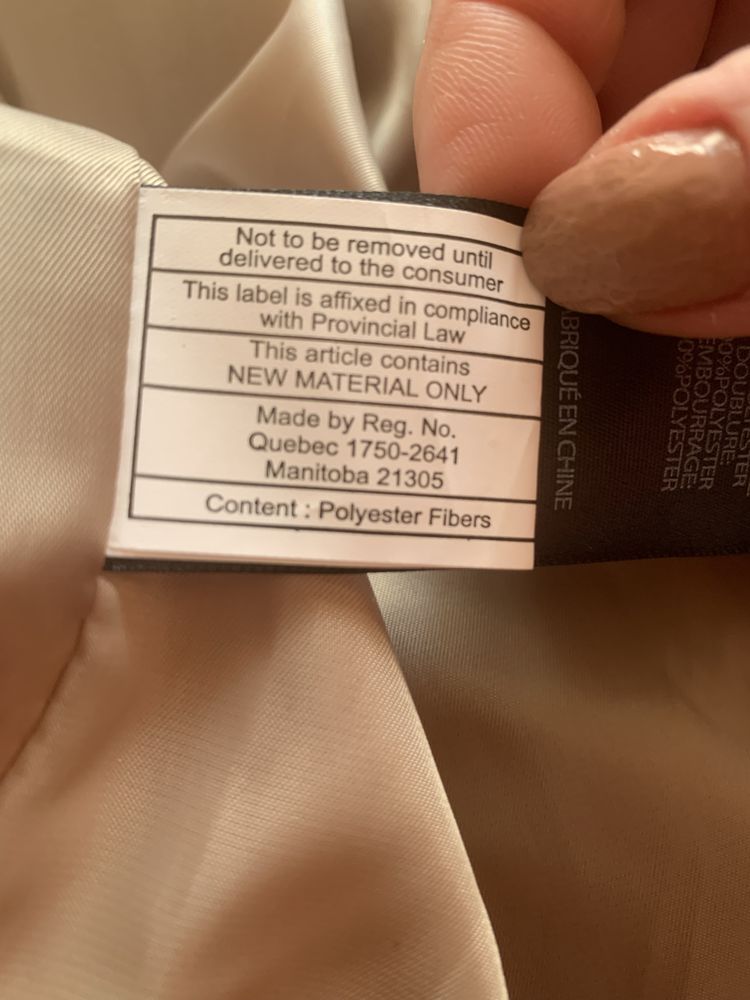 Not to be removed until
delivered to the consumer
This label is affixed in compliance
with Provincial Law
This article contains
NEW MATERIAL ONLY
Made by Reg. No.
Quebec 1750-2641
Manitoba 21305
Content : Polyester Fibers
EN CHINE
DOUBLURE:
POLYESTER
POLYESTER